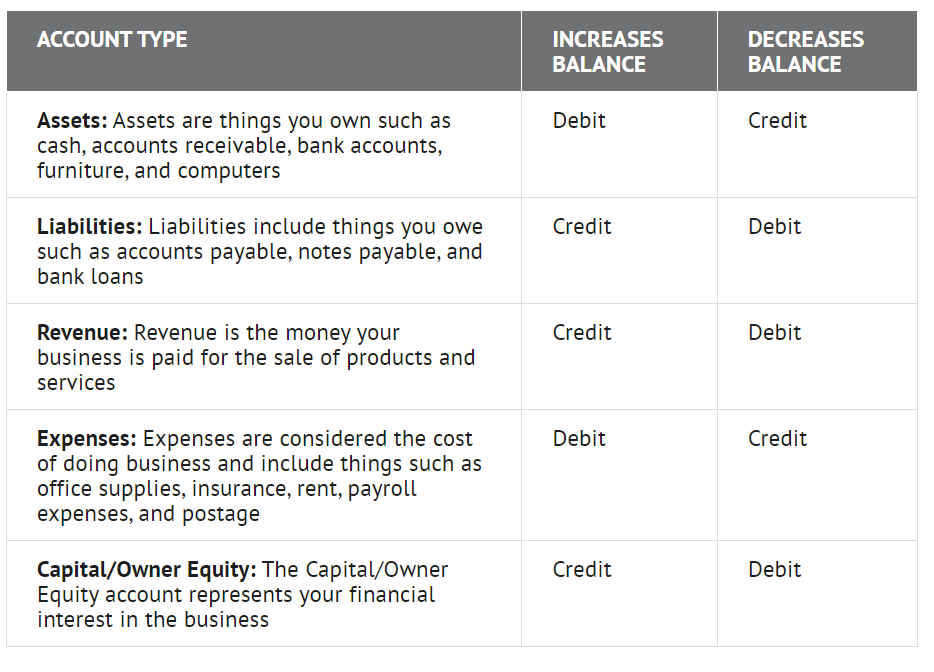 ACCOUNT TYPE
INCREASES
BALANCE
DECREASES
BALANCE
Assets: Assets are things you own such as
cash, accounts receivable, bank accounts,
furniture, and computers
Debit
Credit
Liabilities: Liabilities include things you owe
such as accounts payable, notes payable, and
bank loans
Credit
Debit
Revenue: Revenue is the money your
business is paid for the sale of products and
services
Credit
Debit
Expenses: Expenses are considered the cost
of doing business and include things such as
office supplies, insurance, rent, payroll
expenses, and postage
Debit
Credit
Capital/Owner Equity: The Capital/Owner
Equity account represents your financial
interest in the business
Credit
Debit